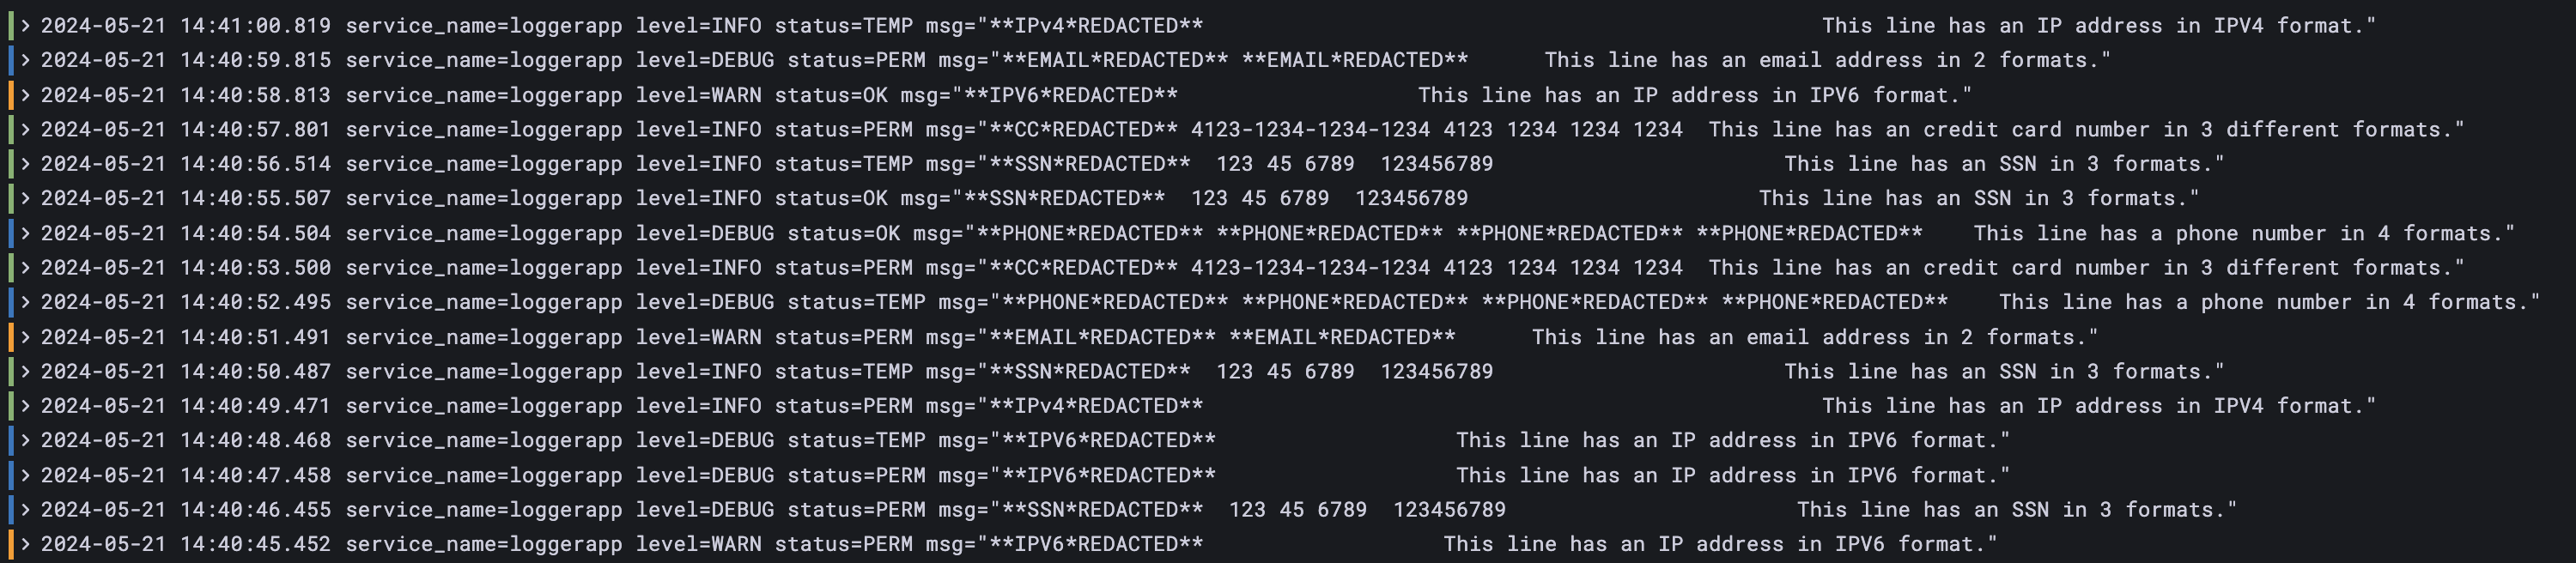 > 2024-05-21 14:41:00.819 service_name=loggerapp level=INFO status=TEMP msg="**IPv4*REDACTED** This line has an IP address in IPV4 format."
> 2024-05-21 14:40:59.815 service_name=loggerapp level=DEBUG status=PERM msg="**EMAIL*REDACTED** **EMAIL*REDACTED** This line has an email address in 2 formats."
> 2024-05-21 14:40:58.813 service_name=loggerapp level=WARN status=OK msg="**IPV6*REDACTED** This line has an IP address in IPV6 format."
> 2024-05-21 14:40:57.801 service_name=loggerapp level=INFO status=PERM msg="**CC*REDACTED** 4123-1234-1234-1234 4123 1234 1234 1234 This line has an credit card number in 3 different formats."
> 2024-05-21 14:40:56.514 service_name=loggerapp level=INFO status=TEMP msg="**SSN*REDACTED** 123 45 6789 123456789 This line has an SSN in 3 formats."
> 2024-05-21 14:40:55.507 service_name=loggerapp level=INFO status=OK msg="**SSN*REDACTED** 123 45 6789 123456789 This line has an SSN in 3 formats."
> 2024-05-21 14:40:54.504 service_name=loggerapp level=DEBUG status=OK msg="**PHONE*REDACTED** **PHONE*REDACTED** **PHONE*REDACTED** **PHONE*REDACTED** This line has a phone number in 4 formats."
> 2024-05-21 14:40:53.500 service_name=loggerapp level=INFO status=PERM msg="**CC*REDACTED** 4123-1234-1234-1234 4123 1234 1234 1234 This line has an credit card number in 3 different formats."
> 2024-05-21 14:40:52.495 service_name=loggerapp level=DEBUG status=TEMP msg="**PHONE*REDACTED** **PHONE*REDACTED** **PHONE*REDACTED** **PHONE*REDACTED** This line has a phone number in 4 formats."
> 2024-05-21 14:40:51.491 service_name=loggerapp level=WARN status=PERM msg="**EMAIL*REDACTED** **EMAIL*REDACTED** This line has an email address in 2 formats."
> 2024-05-21 14:40:50.487 service_name=loggerapp level=INFO status=TEMP msg="**SSN*REDACTED** 123 45 6789 123456789 This line has an SSN in 3 formats."
> 2024-05-21 14:40:49.471 service_name=loggerapp level=INFO status=PERM msg="**IPv4*REDACTED** This line has an IP address in IPV4 format."
> 2024-05-21 14:40:48.468 service_name=loggerapp level=DEBUG status=TEMP msg="**IPV6*REDACTED** This line has an IP address in IPV6 format."
> 2024-05-21 14:40:47.458 service_name=loggerapp level=DEBUG status=PERM msg="**IPV6*REDACTED** This line has an IP address in IPV6 format."
> 2024-05-21 14:40:46.455 service_name=loggerapp level=DEBUG status=PERM msg="**SSN*REDACTED** 123 45 6789 123456789 This line has an SSN in 3 formats."
> 2024-05-21 14:40:45.452 service_name=loggerapp level=WARN status=PERM msg="**IPV6*REDACTED** This line has an IP address in IPV6 format."